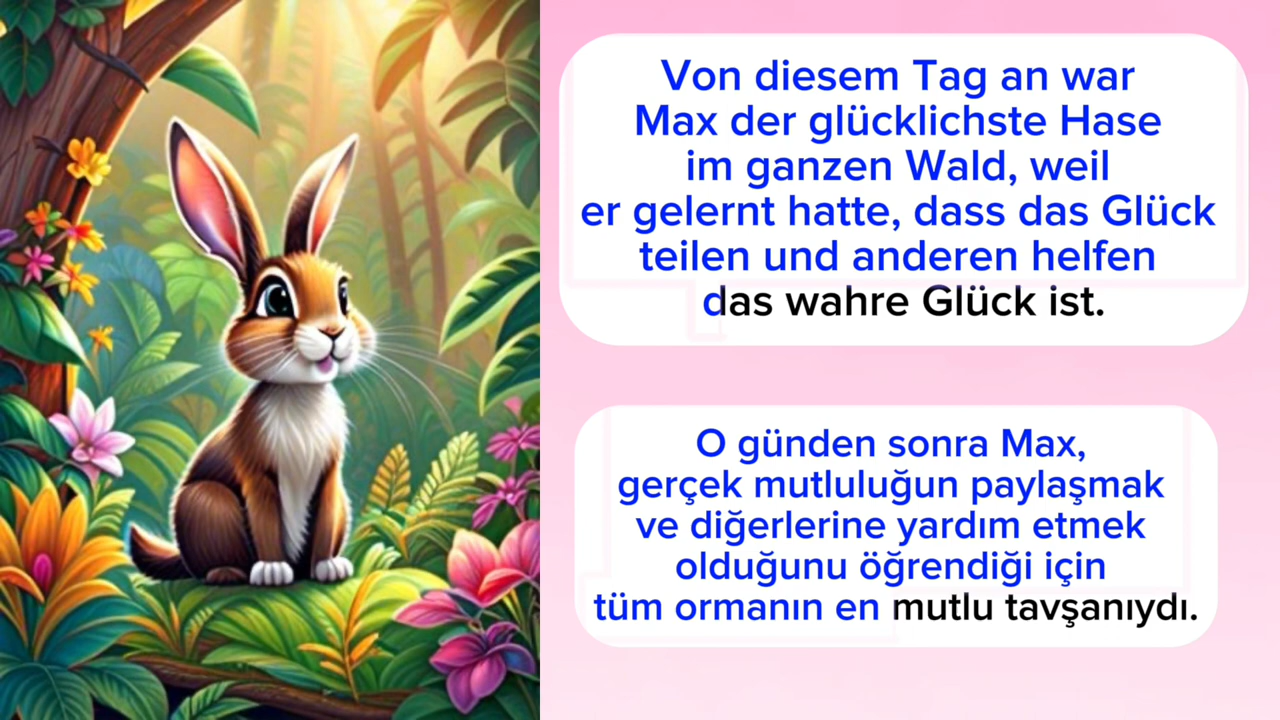 Von diesem Tag an war
Max der glücklichste Hase
im ganzen Wald, weil
er gelernt hatte, dass das Glück
teilen und anderen helfen
das wahre Glück ist.
O günden sonra Max,
gerçek mutluluğun paylaşmak
ve diğerlerine yardım etmek
olduğunu öğrendiği için
tüm ormanın en mutlu tavşanıydı.